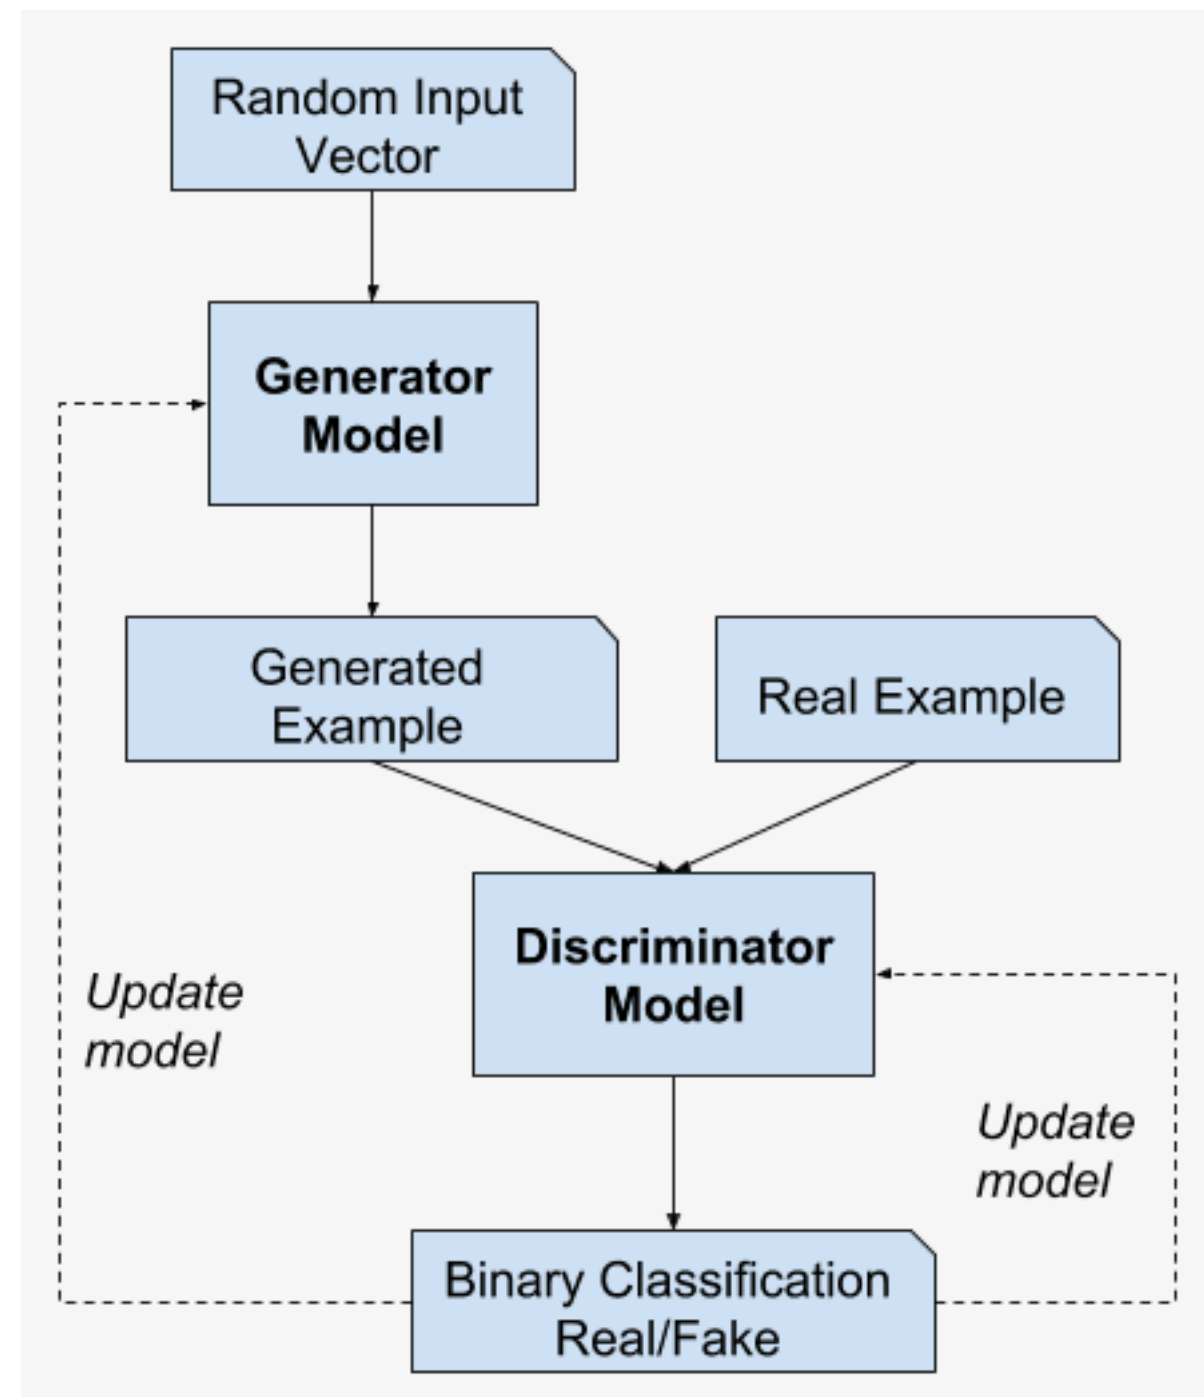 Random Input
Vector
Generator
Model
Generated
Example
Real Example
Discriminator
Model
Update
model
Update
model
Binary Classification
Real/Fake